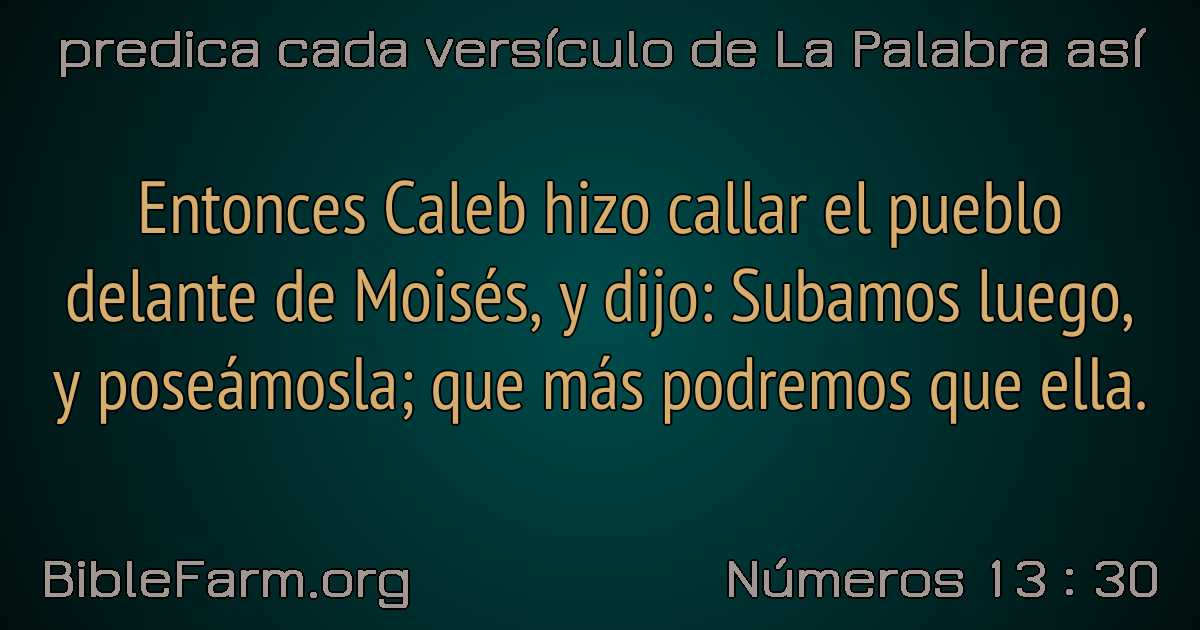 predica cada versículo de La Palabra así
Entonces Caleb hizo callar el pueblo
delante de Moisés, y dijo: Subamos luego,
y poseámosla; que más podremos que ella.
BibleFarm.org
Números 13 : 30